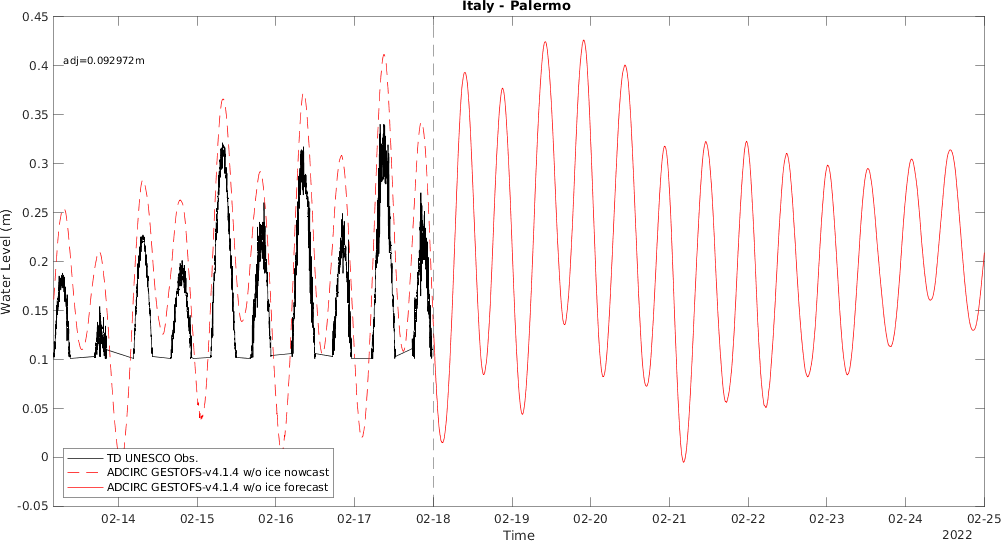 Italy - Palermo
0.45
0.4
0.35
0.3
0.25
0.2
0.15
0.1
0.05
0
-0.05
Water Level (m)
adj=0.092972m
TD UNESCO Obs.
ADCIRC GESTOFS-v4.1.4 w/o ice nowcast
ADCIRC GESTOFS-v4.1.4 w/o ice forecast
02-14 02-15 02-16 02-17 02-18 02-19 02-20 02-21 02-22 02-23 02-24 02-25
Time
2022